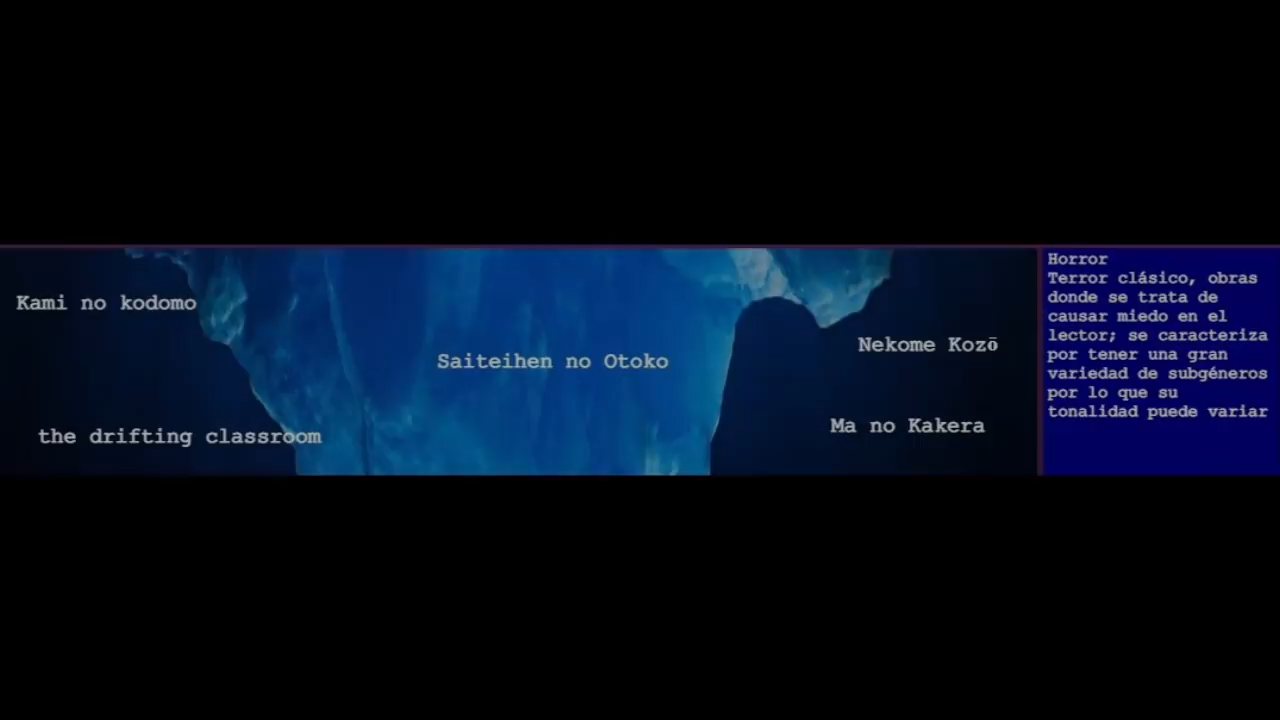 Kami no kodomo
Saiteihen no Otoko
Nekome Kozō
the drifting classroom
Ma no Kakera
Horror
Terror clásico, obras
donde se trata de
causar miedo en el
lector; se caracteriza
por tener una gran
variedad de subgéneros
por lo que su
tonalidad puede variar